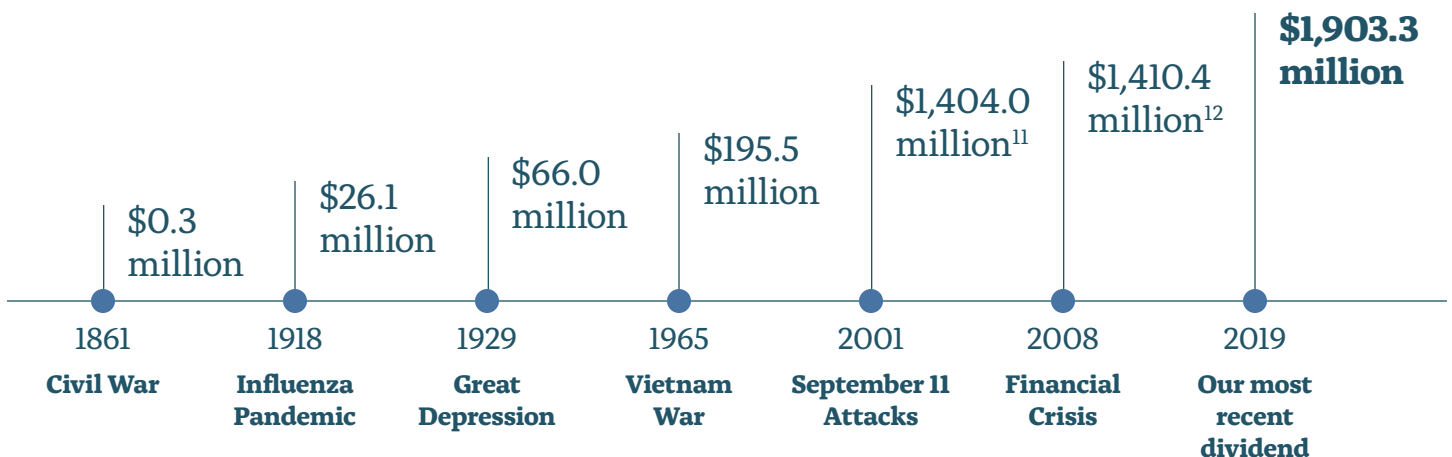 $0.3
million
$26.1
million
$66.0
million
$195.5
million
$1,404.0
million11
$1,410.4
million12
$1,903.3
million
1861
Civil War
1918
Influenza
Pandemic
1929
Great
Depression
1965
Vietnam
War
2001
September 11
Attacks
2008
Financial
Crisis
2019
Our most
recent
dividend